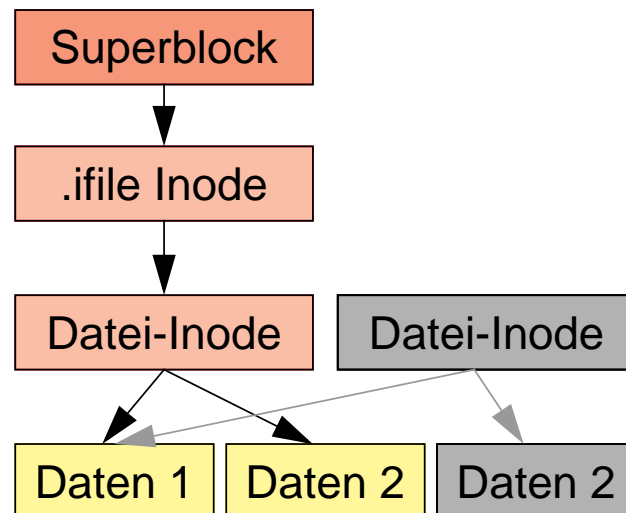 Superblock
.ifile Inode
Datei-Inode Datei-Inode
Daten 1 Daten 2 Daten 2